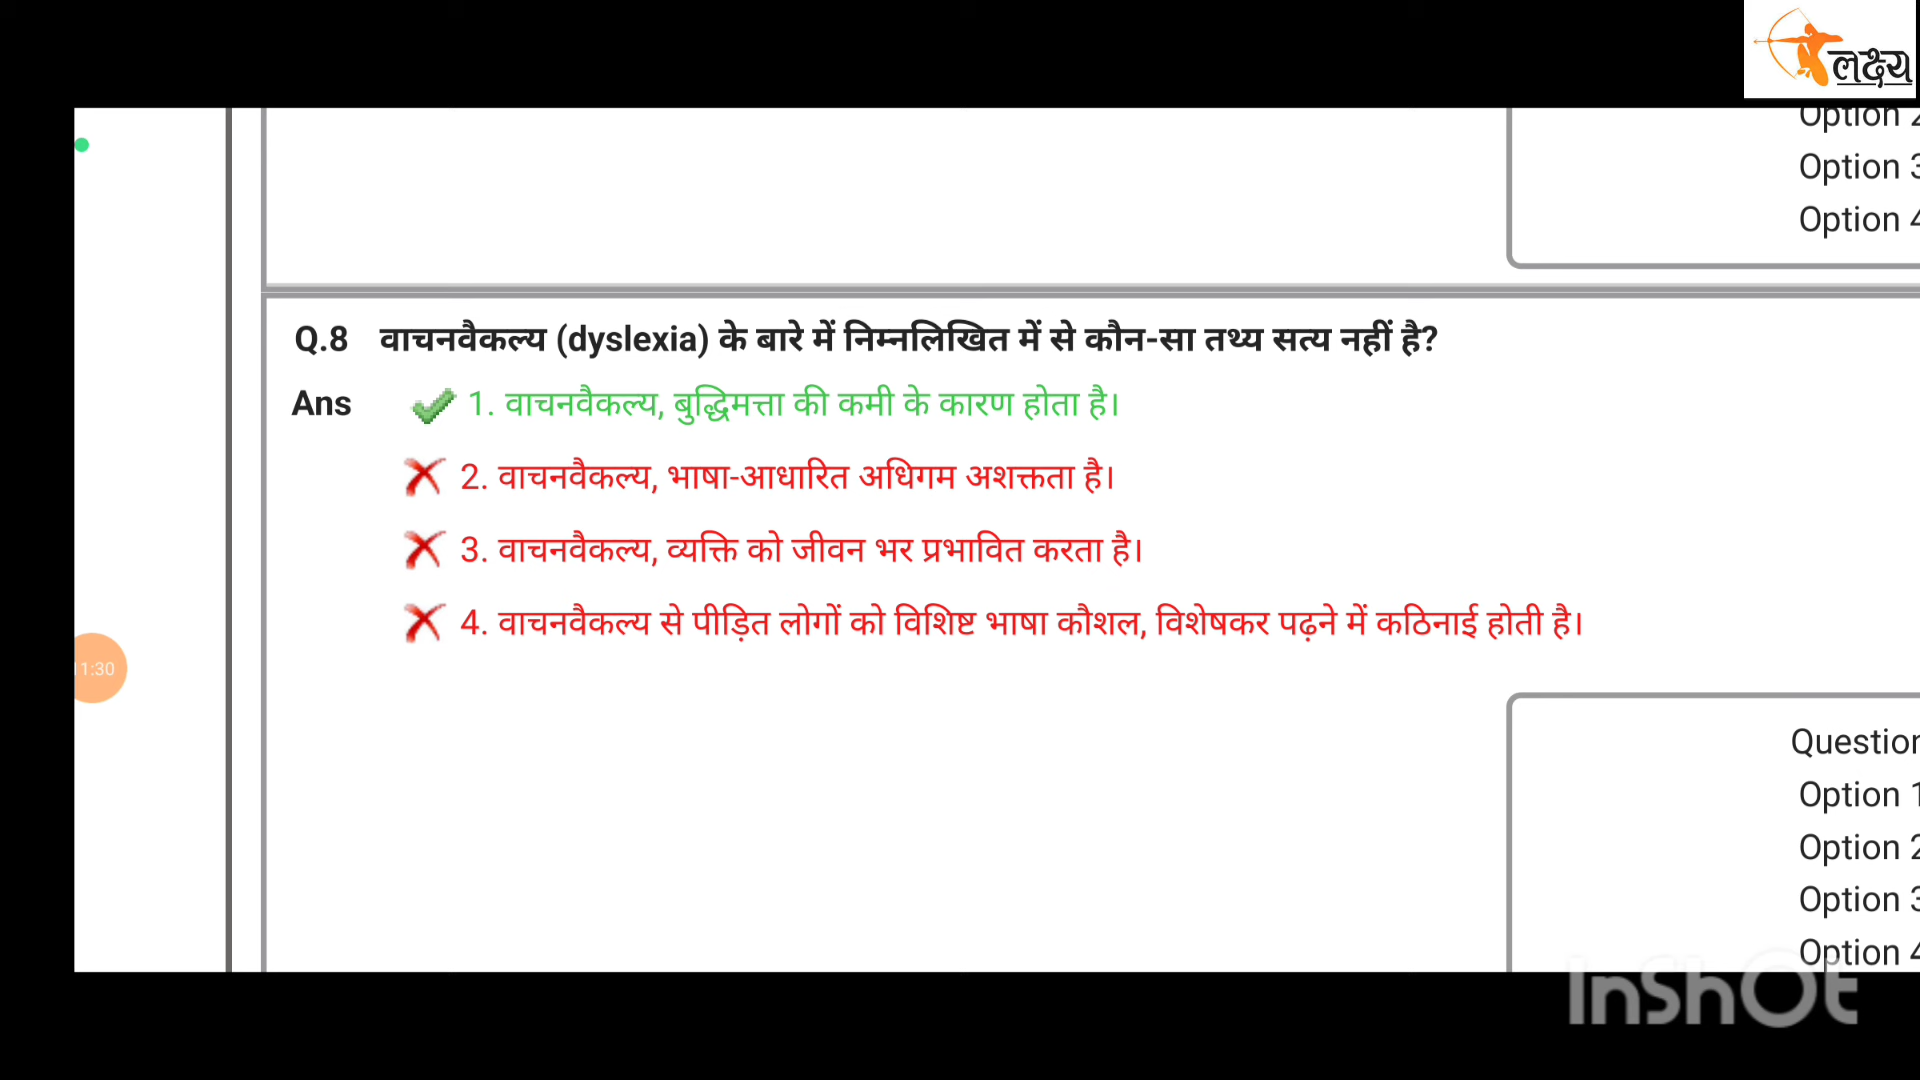 लक्ष्य
Option
Option 3
Option 4
Q.8 वाचनवैकल्य (dyslexia) के बारे में निम्नलिखित में से कौन-सा तथ्य सत्य नहीं है?
Ans 1. वाचनवैकल्य, बुद्धिमत्ता की कमी के कारण होता है।
2. वाचनवैकल्य, भाषा-आधारित अधिगम अशक्तता है।
3. वाचनवैकल्य, व्यक्ति को जीवन भर प्रभावित करता है।
4. वाचनवैकल्य से पीड़ित लोगों को विशिष्ट भाषा कौशल, विशेषकर पढ़ने में कठिनाई होती है।
11:30
Question
Option 1
Option 2
Option 3
Option 4
InShOt